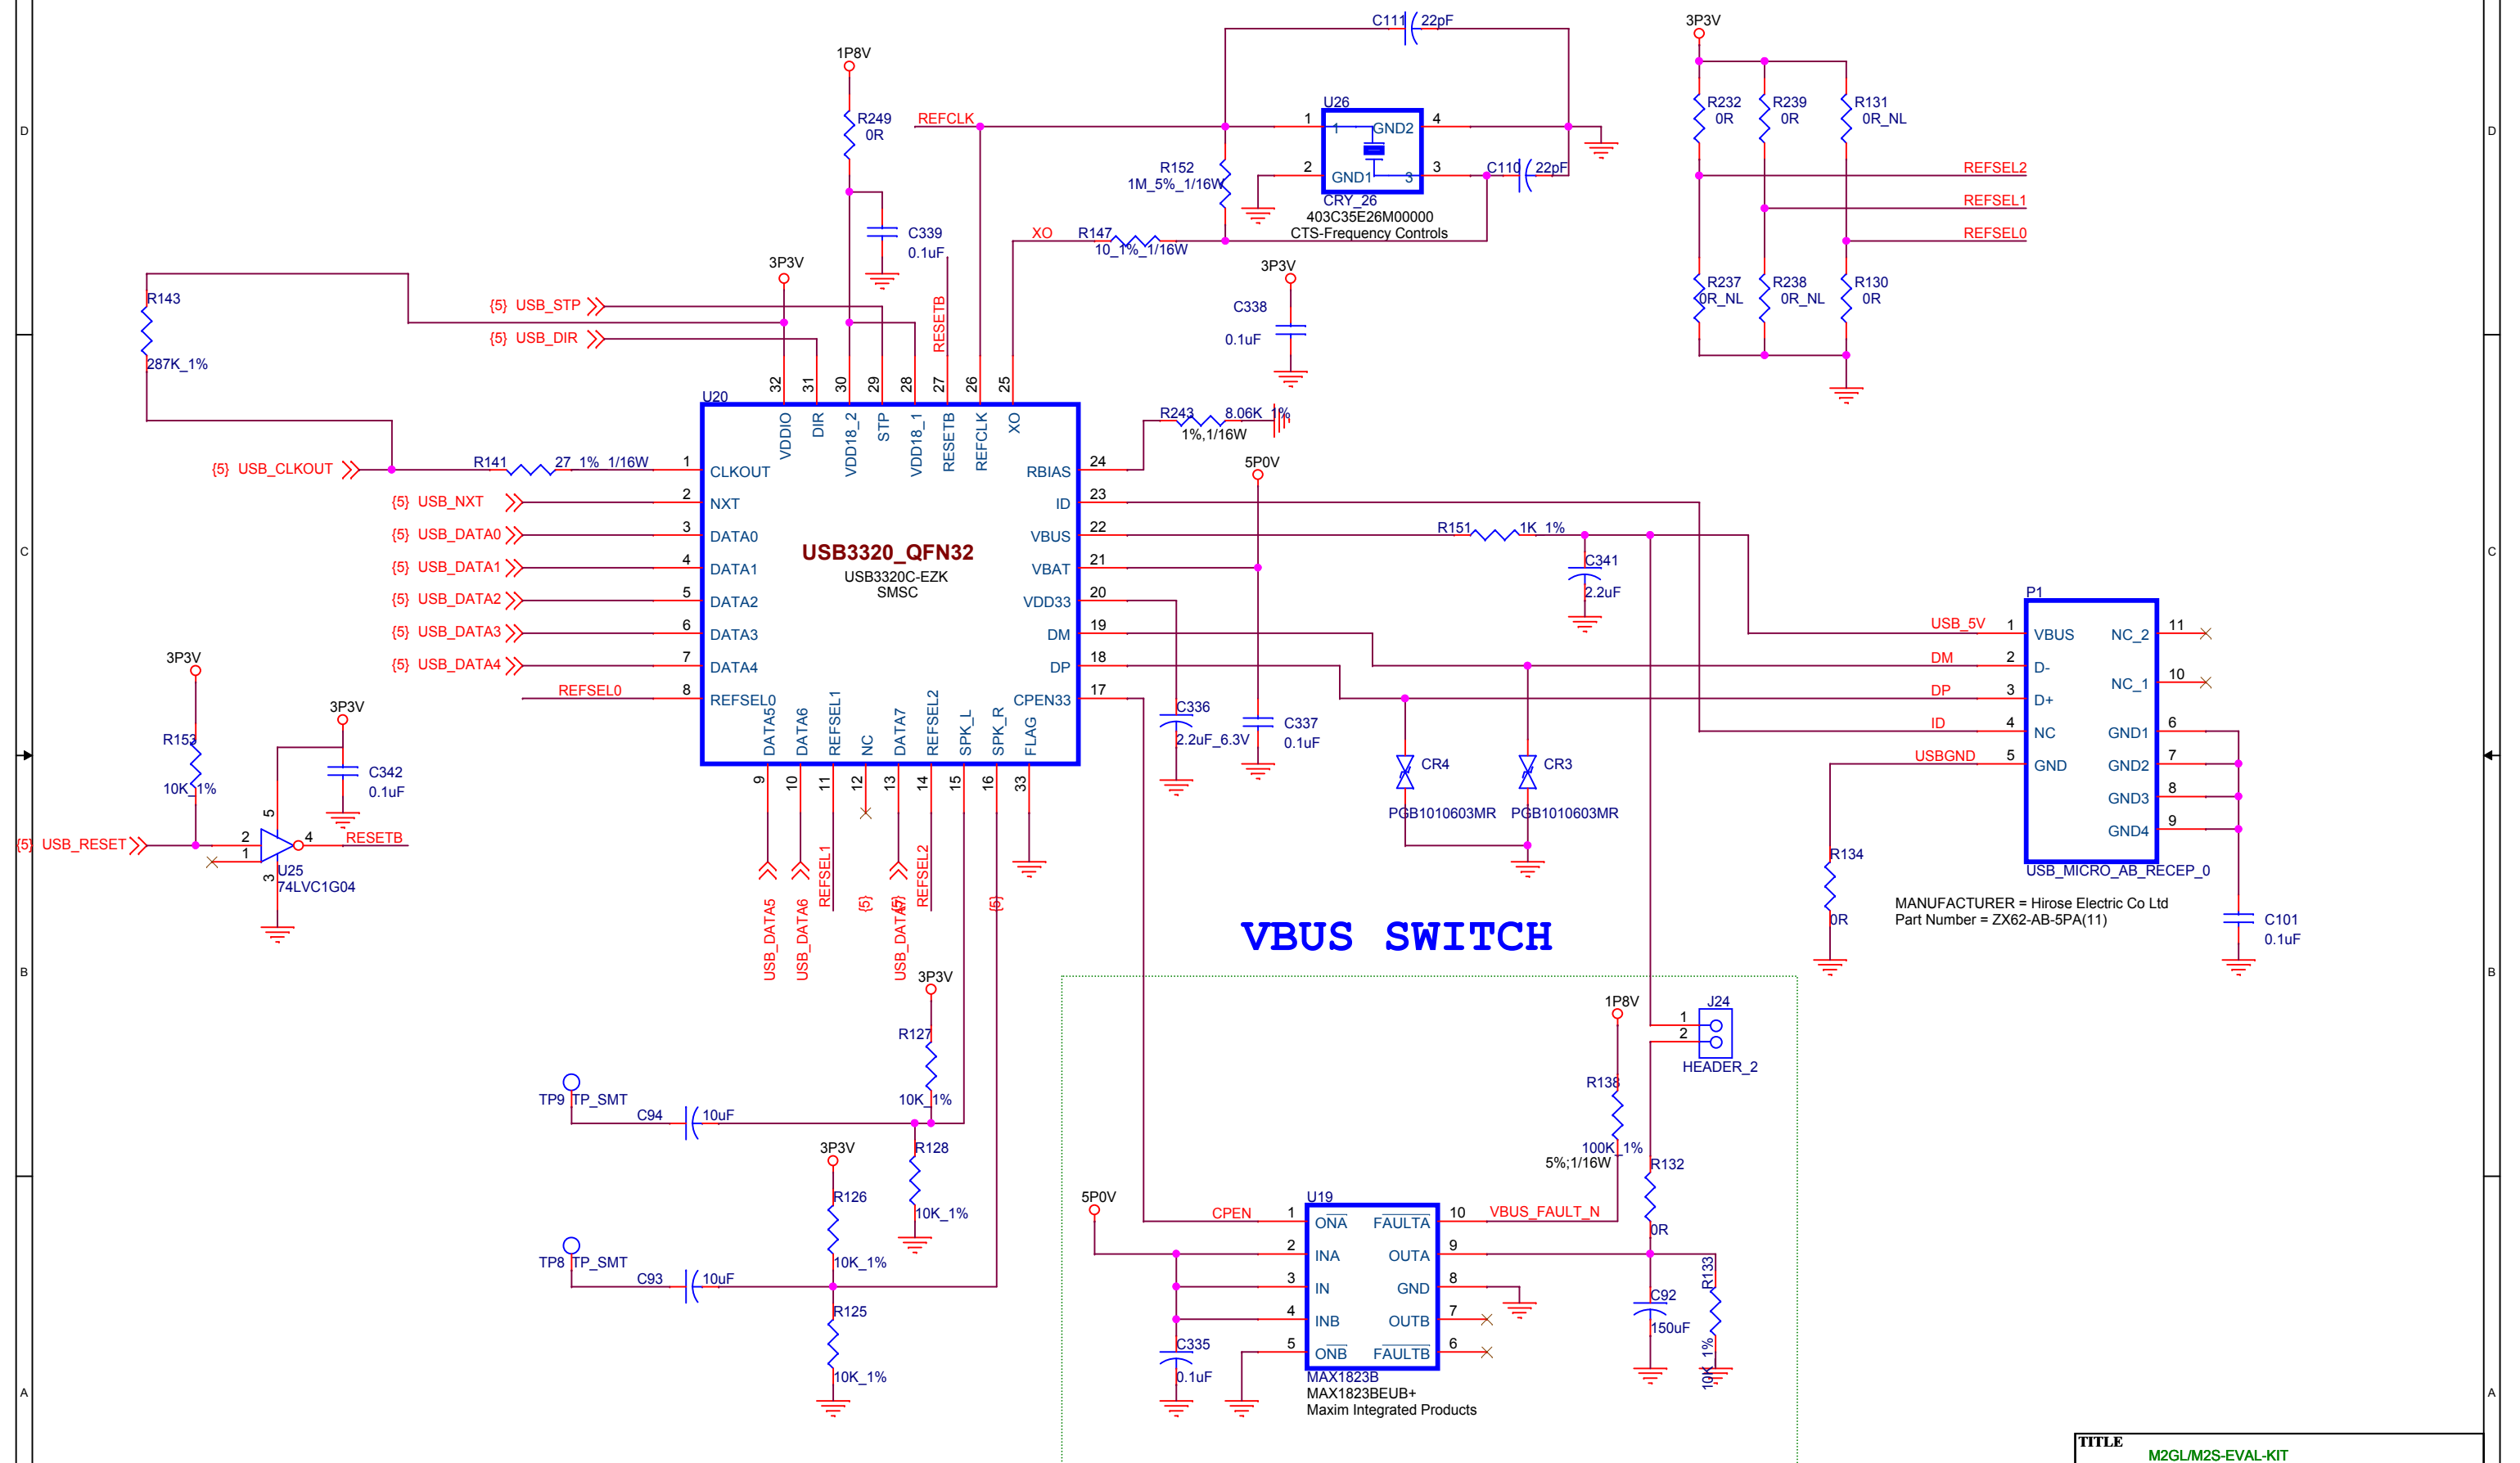 C111 22pF
3P3V
1P8V
R249
0R
REFCLK
U26
1
1
GND2
4
2
GND1
3
3
CRY_26
403C35E26M00000
CTS-Frequency Controls
R152
1M_5%_1/16W
C110 22pF
R232
0R
R239
0R
R131
0R_NL
REFSEL2
REFSEL1
REFSEL0
R237
0R_NL
R238
0R_NL
R130
0R
D
D
C339
0.1uF
XO
R147
10_1%_1/16W
3P3V
C338
0.1uF
3P3V
R143
287K_1%
{5} USB_STP
{5} USB_DIR
RESETB
32
31
30
29
28
27
26
25
U20
VDDIO
DIR
VDD18_2
STP
VDD18_1
RESETB
REFCLK
XO
R243 8.06K_1%
1%,1/16W
{5} USB_CLKOUT
R141 27_1%_1/16W
1 CLKOUT
{5} USB_NXT 2 NXT
{5} USB_DATA0 3 DATA0
{5} USB_DATA1 4 DATA1
{5} USB_DATA2 5 DATA2
{5} USB_DATA3 6 DATA3
{5} USB_DATA4 7 DATA4
REFSEL0 8 REFSEL0
USB3320_QFN32
USB3320C-EZK
SMSC
RBIAS 24
ID 23
VBUS 22
VBAT 21
VDD33 20
DM 19
DP 18
CPEN33 17
5P0V
R151 1K_1%
C341
2.2uF
C
C
DATA5
DATA6
REFSEL1
NC
DATA7
REFSEL2
SPK_L
SPK_R
FLAG
9
10
11
12
13
14
15
16
33
USB_DATA5
USB_DATA6
REFSEL1
{5}
{5}
USB_DATA7
REFSEL2
{5}
C336
2.2uF_6.3V
C337
0.1uF
CR4
PGB1010603MR
CR3
PGB1010603MR
P1
USB_5V 1 VBUS
DM 2 D-
DP 3 D+
ID 4 NC
USBGND 5 GND
NC_2 11
NC_1 10
GND1 6
GND2 7
GND3 8
GND4 9
USB_MICRO_AB_RECEP_0
MANUFACTURER = Hirose Electric Co Ltd
Part Number = ZX62-AB-5PA(11)
R134
0R
C101
0.1uF
3P3V
R153
10K_1%
3P3V
C342
0.1uF
{5} USB_RESET
2
1
5
4
3
RESETB
U25
74LVC1G04
VBUS SWITCH
B
B
3P3V
R127
10K_1%
TP9 TP_SMT
C94 10uF
R128
10K_1%
3P3V
R126
10K_1%
TP8 TP_SMT
C93 10uF
R125
10K_1%
1P8V
J24
1
2
HEADER_2
R138
100K_1%
5%;1/16W
R132
0R
5P0V
U19
CPEN 1 ONA
2 INA
3 IN
4 INB
5 ONB
FAULTA 10 VBUS_FAULT_N
OUTA 9
GND 8
OUTB 7
FAULTB 6
MAX1823B
MAX1823BEUB+
Maxim Integrated Products
C335
0.1uF
C92
150uF
R133
10K_1%
A
A
TITLE
M2GL/M2S-EVAL-KIT